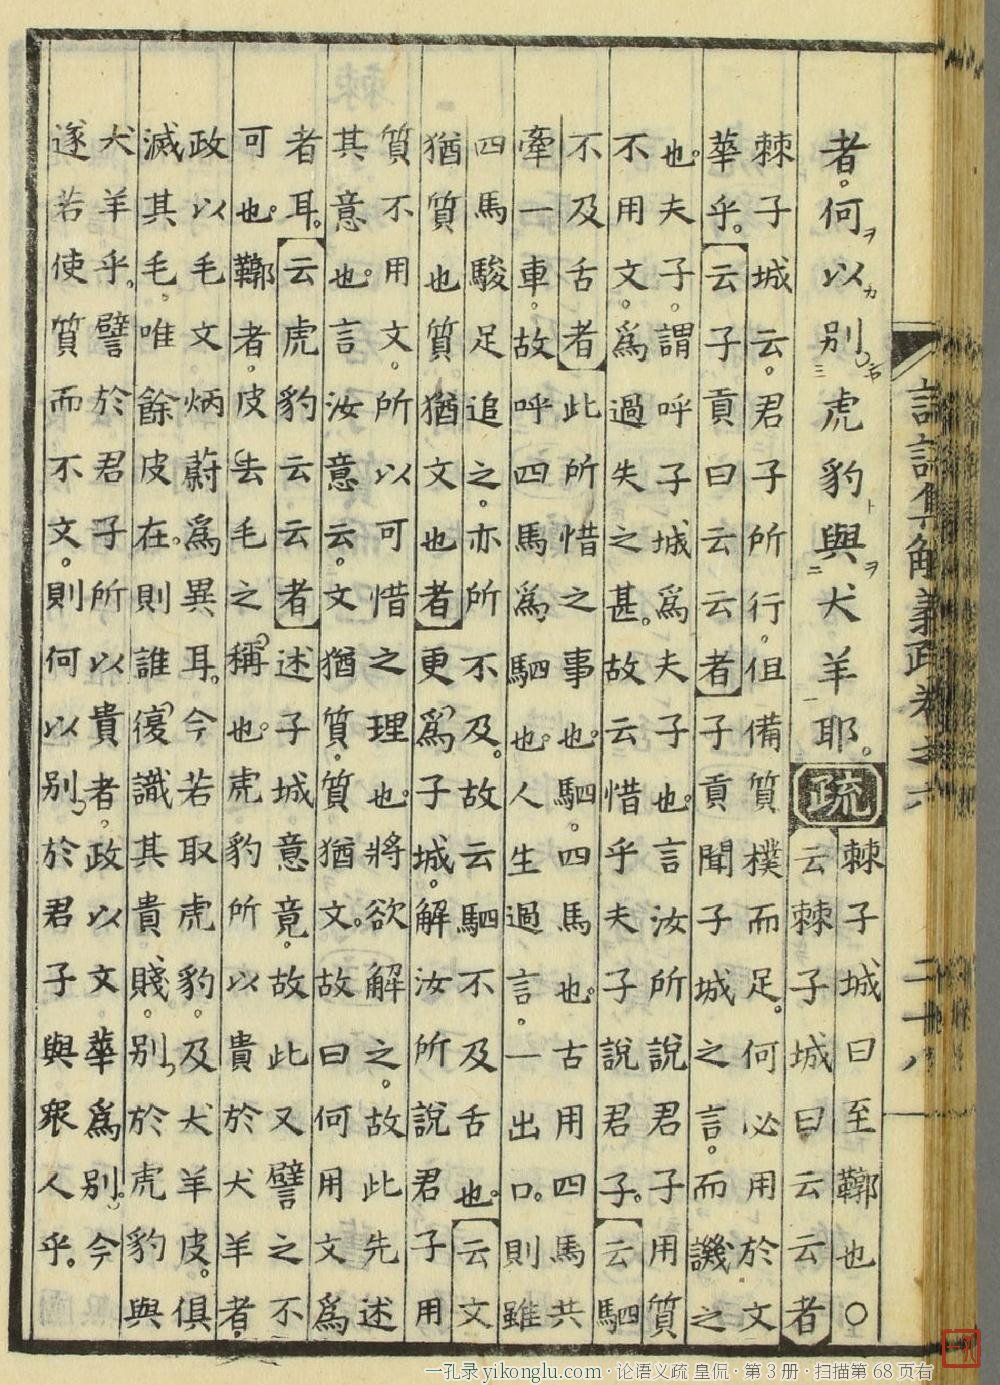 者。何以別虎豹與犬羊耶。疏
棘子城曰至鞹也○
云棘子城曰云云者
棘子城云。君子所行。但備質樸而足。何必用於文
華乎。云子貢曰云云者子貢聞子城之言。而譏之
也。夫子。謂呼子城爲夫子也。言汝所說君子用質
不用文。爲過失之甚。故云惜乎夫子說君子。云駟
不及舌者此所惜之事也。駟。四馬也。古用四馬共
牽一車。故呼四馬爲駟也。人生過言。一出口。則雖
四馬駿足追之。亦所不及。故云駟不及舌也。云文
猶質也質猶文也者更爲子城。解汝所說君子用
質不用文。所以可惜之理也。將欲解之。故此先述
其意也。言汝意云。文猶質。質猶文。故曰何用文爲
者耳。云虎豹云云者述子城意竟。故此又譬之不
可也。鞹者。皮去毛之稱也。虎豹所以貴於犬羊者。
政以毛文炳蔚爲異耳。今若取虎豹。及犬羊皮。俱
滅其毛。唯餘皮在。則誰復識其貴賤。別於虎豹與
犬羊乎。譬於君子所以貴者。政以文華爲別。今
遂若使質而不文。則何以別於君子與衆人乎。
語集解義疏卷之六
二十八
一孔录 yikonglu.com · 论语义疏 皇侃 · 第 3 册 · 扫描第 68 页右